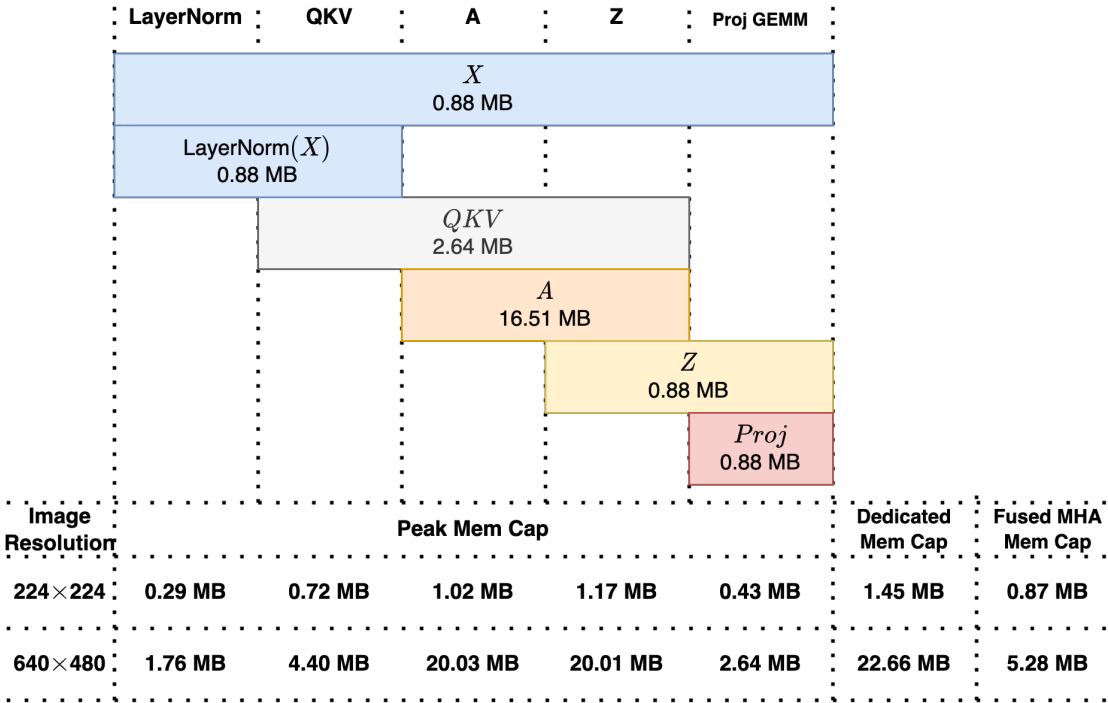 LayerNorm QKV A Z Proj GEMM
X
0.88 MB
LayerNorm(X)
0.88 MB
QKV
2.64 MB
A
16.51 MB
Z
0.88 MB
Proj
0.88 MB
Image
Resolution
Peak Mem Cap
Dedicated
Mem Cap
Fused MHA
Mem Cap
224×224 0.29 MB 0.72 MB 1.02 MB 1.17 MB 0.43 MB 1.45 MB 0.87 MB
640×480 1.76 MB 4.40 MB 20.03 MB 20.01 MB 2.64 MB 22.66 MB 5.28 MB